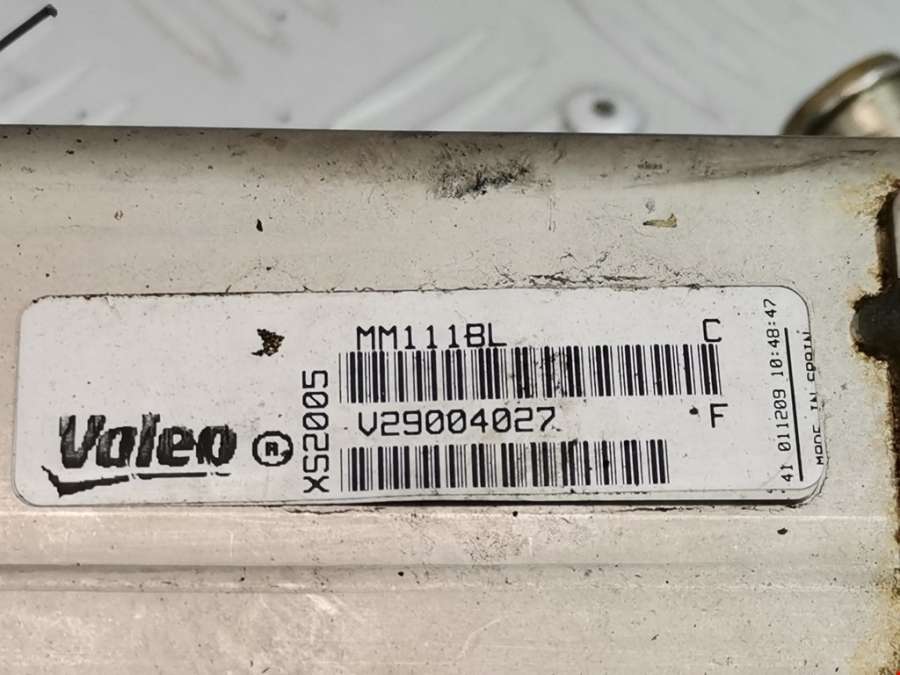 Valeo ®
XS2005
MM111BL C
V29004027 F
41 011209 10:48:47
MADE IN SPAIN